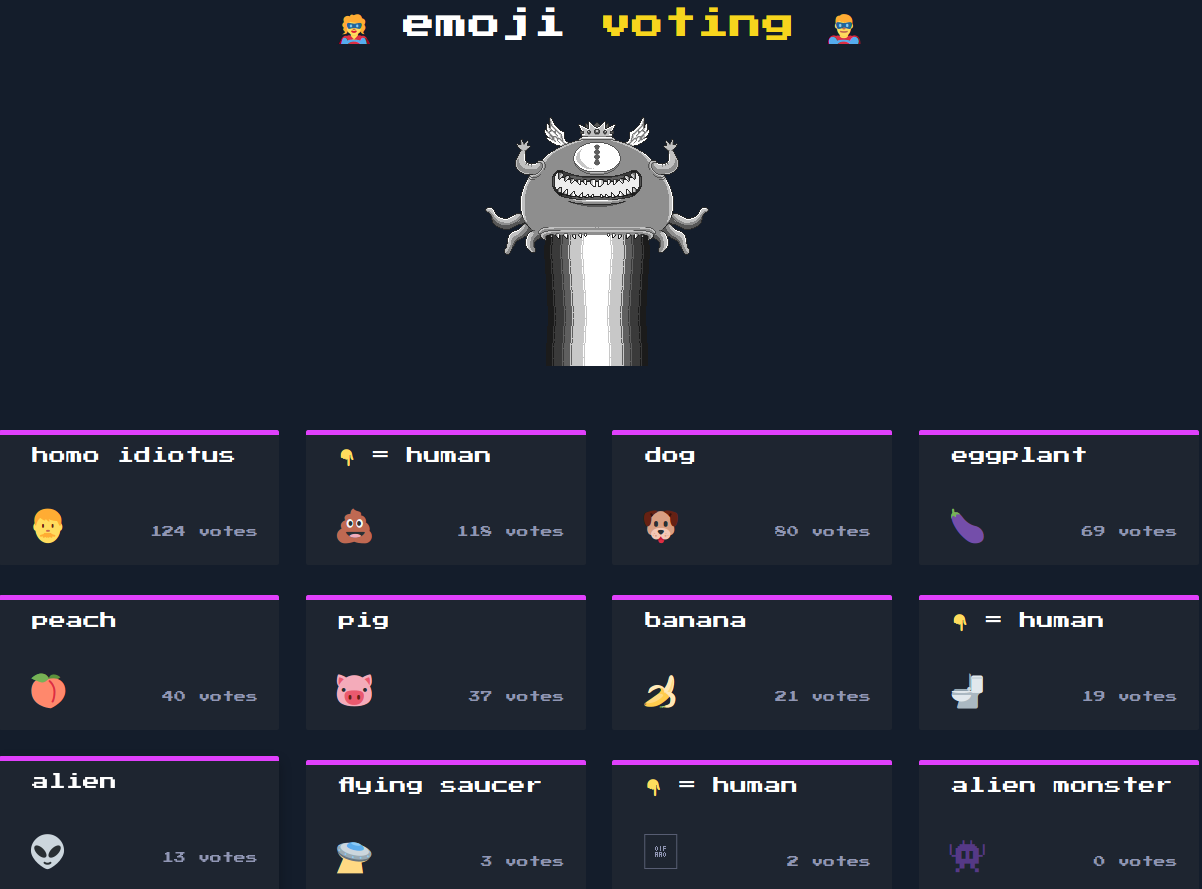 emoji voting
homo idiotus
124 votes
👇 = human
118 votes
dog
80 votes
eggplant
69 votes
peach
40 votes
pig
37 votes
banana
21 votes
👇 = human
19 votes
alien
13 votes
flying saucer
3 votes
👇 = human
2 votes
alien monster
0 votes